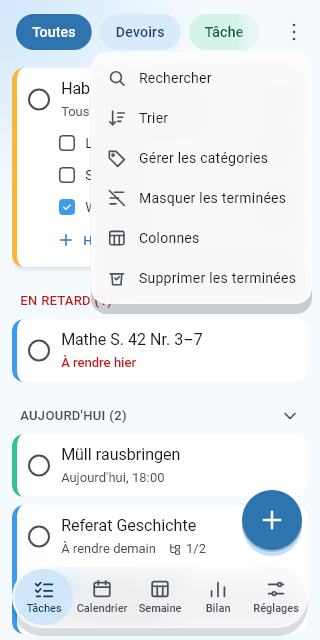 Toutes Devoirs Tâche
Rechercher
Trier
Gérer les catégories
Masquer les terminées
Colonnes
Supprimer les terminées
Hab
Tous
EN RETARD
Mathe S. 42 Nr. 3–7
À rendre hier
AUJOURD'HUI (2)
Müll rausbringen
Aujourd'hui, 18:00
Referat Geschichte
À rendre demain 1/2
Tâches Calendrier Semaine Bilan Réglages